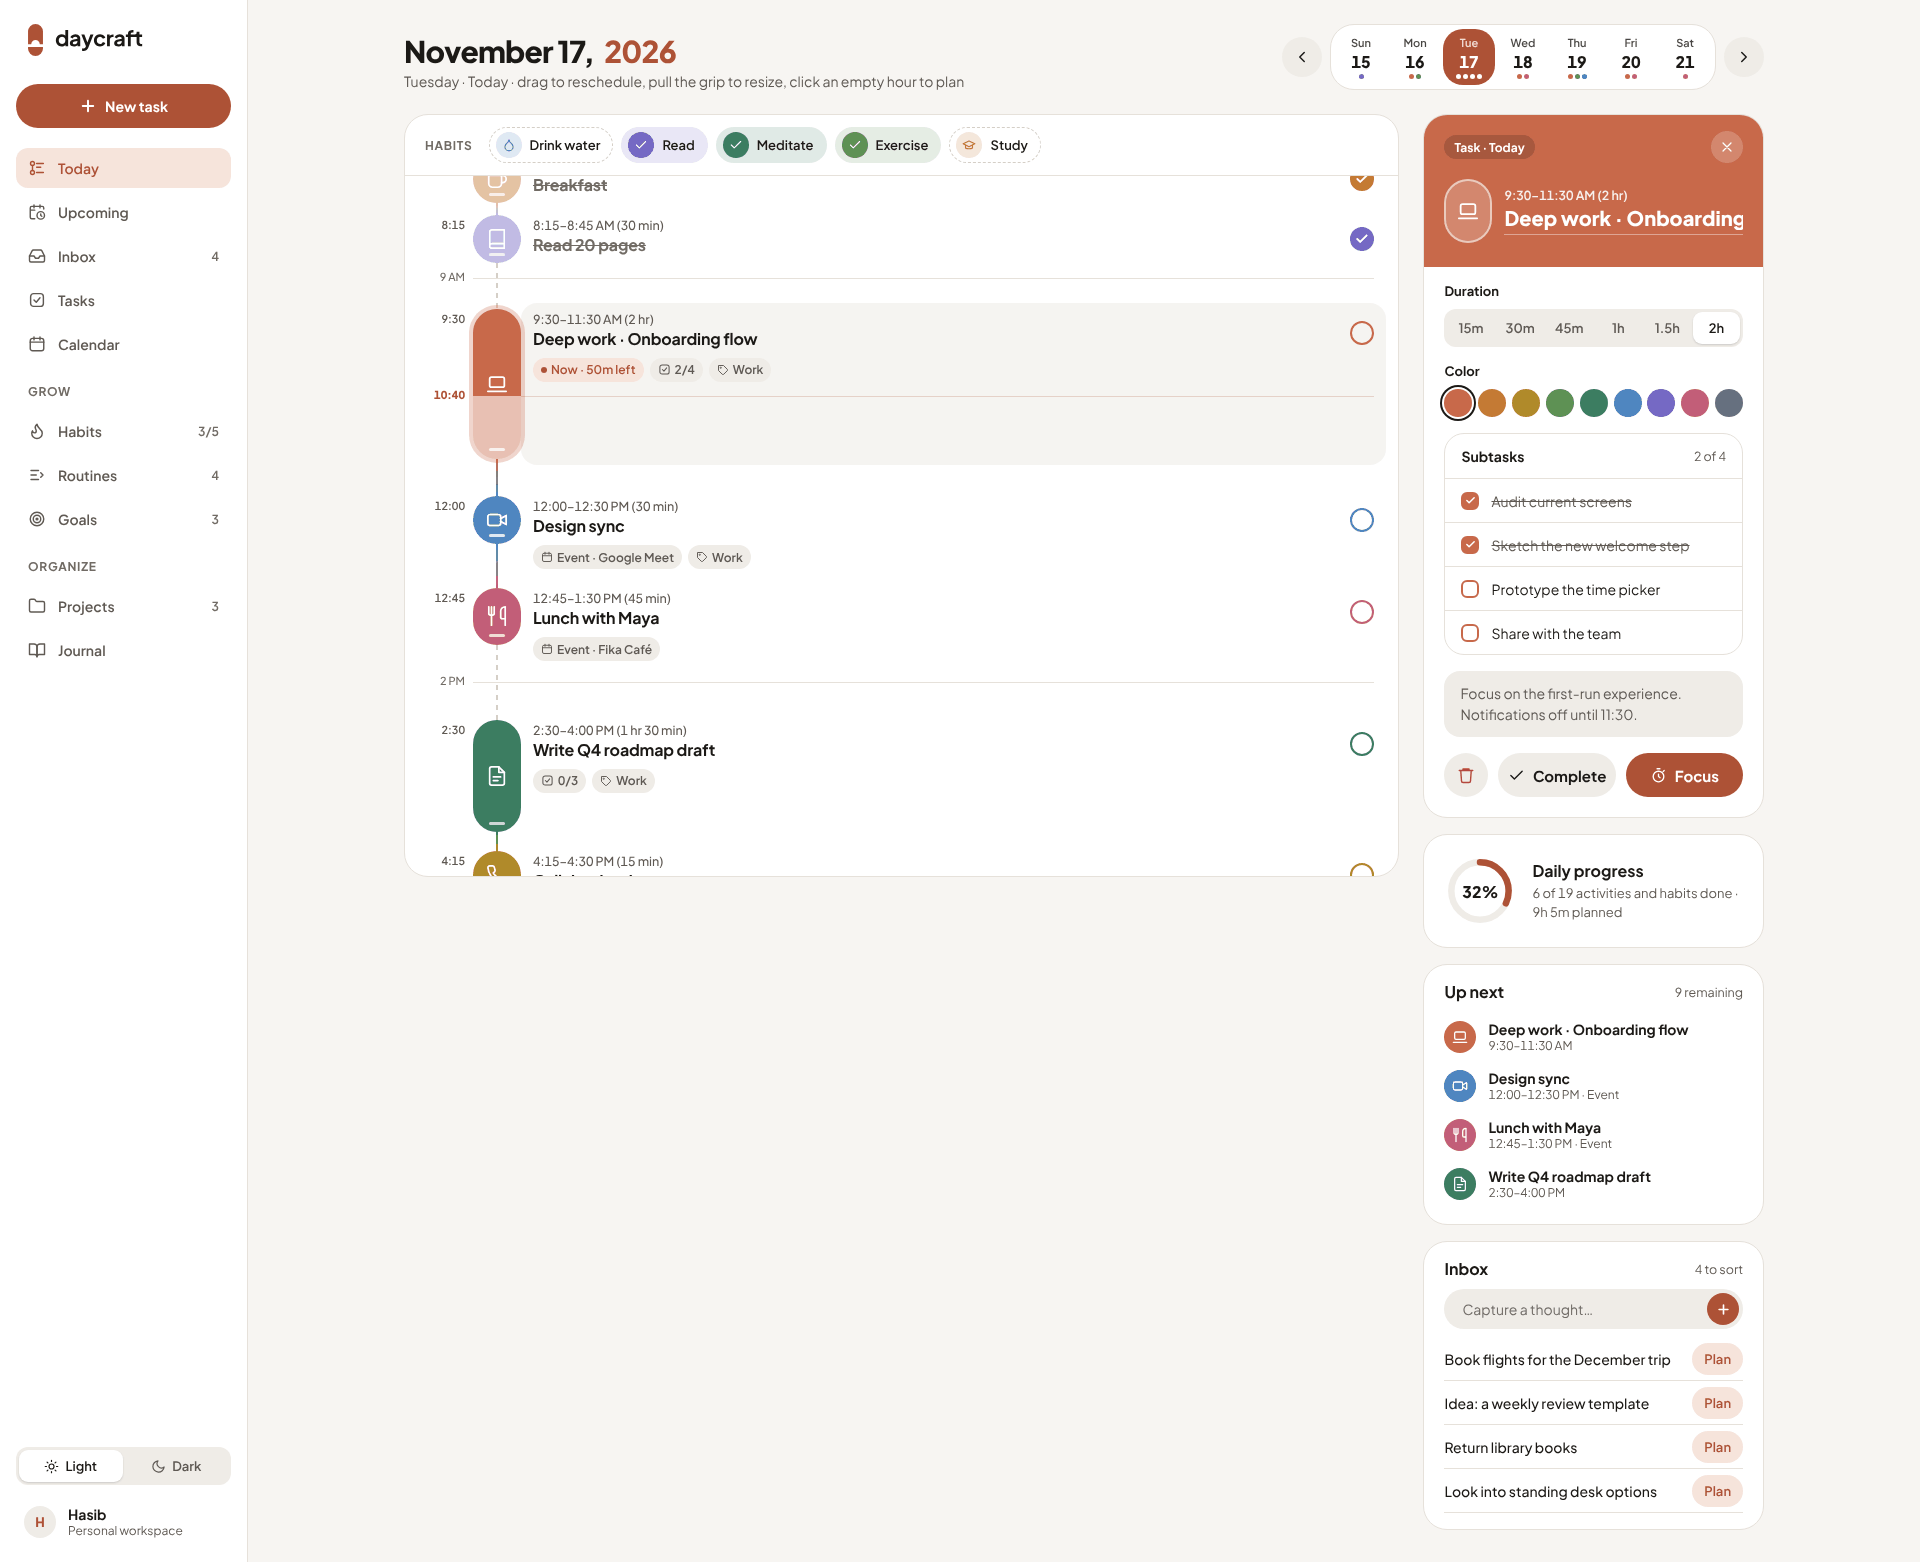 daycraft
New task
Today
Upcoming
Inbox 4
Tasks
Calendar
GROW
Habits 3/5
Routines 4
Goals 3
ORGANIZE
Projects 3
Journal
Light Dark
H
Hasib
Personal workspace
November 17, 2026
Tuesday · Today · drag to reschedule, pull the grip to resize, click an empty hour to plan
Sun Mon Tue Wed Thu Fri Sat
15 16 17 18 19 20 21
HABITS Drink water Read Meditate Exercise Study
Breakfast
8:15 8:15–8:45 AM (30 min)
Read 20 pages
9 AM
9:30 9:30–11:30 AM (2 hr)
Deep work · Onboarding flow
Now · 50m left 2/4 Work
10:40
12:00 12:00–12:30 PM (30 min)
Design sync
Event · Google Meet Work
12:45 12:45–1:30 PM (45 min)
Lunch with Maya
Event · Fika Café
2 PM
2:30 2:30–4:00 PM (1 hr 30 min)
Write Q4 roadmap draft
0/3 Work
4:15 4:15–4:30 PM (15 min)
Task · Today
9:30–11:30 AM (2 hr)
Deep work · Onboarding
Duration
15m 30m 45m 1h 1.5h 2h
Color
Subtasks 2 of 4
Audit current screens
Sketch the new welcome step
Prototype the time picker
Share with the team
Focus on the first-run experience.
Notifications off until 11:30.
Complete Focus
32%
Daily progress
6 of 19 activities and habits done ·
9h 5m planned
Up next 9 remaining
Deep work · Onboarding flow
9:30–11:30 AM
Design sync
12:00–12:30 PM · Event
Lunch with Maya
12:45–1:30 PM · Event
Write Q4 roadmap draft
2:30–4:00 PM
Inbox 4 to sort
Capture a thought…
Book flights for the December trip Plan
Idea: a weekly review template Plan
Return library books Plan
Look into standing desk options Plan